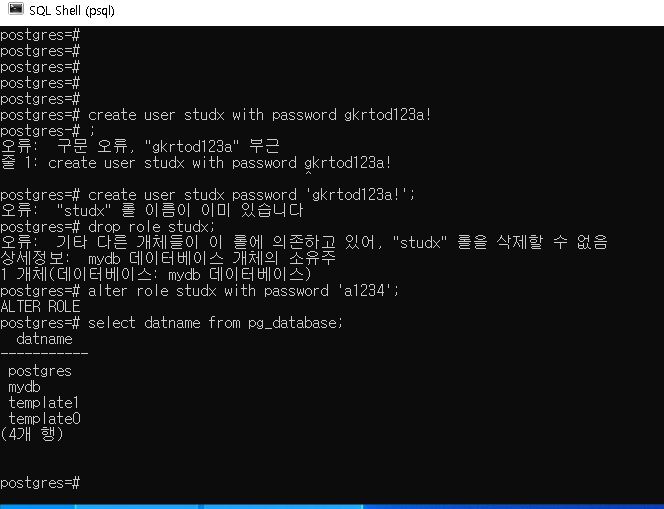 SQL Shell (psql)
postgres=#
postgres=#
postgres=#
postgres=#
postgres=#
postgres=# create user studx with password gkrtod123a!
postgres-# ;
오류:  구문 오류, "gkrtod123a" 부근
줄 1: create user studx with password gkrtod123a!
^
postgres=# create user studx password 'gkrtod123a!';
오류:  "studx" 롤 이름이 이미 있습니다
postgres=# drop role studx;
오류:  기타 다른 개체들이 이 롤에 의존하고 있어, "studx" 롤을 삭제할 수 없음
상세정보:  mydb 데이터베이스 개체의 소유주
1 개체(데이터베이스: mydb 데이터베이스)
postgres=# alter role studx with password 'a1234';
ALTER ROLE
postgres=# select datname from pg_database;
datname
-----------
postgres
mydb
template1
template0
(4개 행)
postgres=#